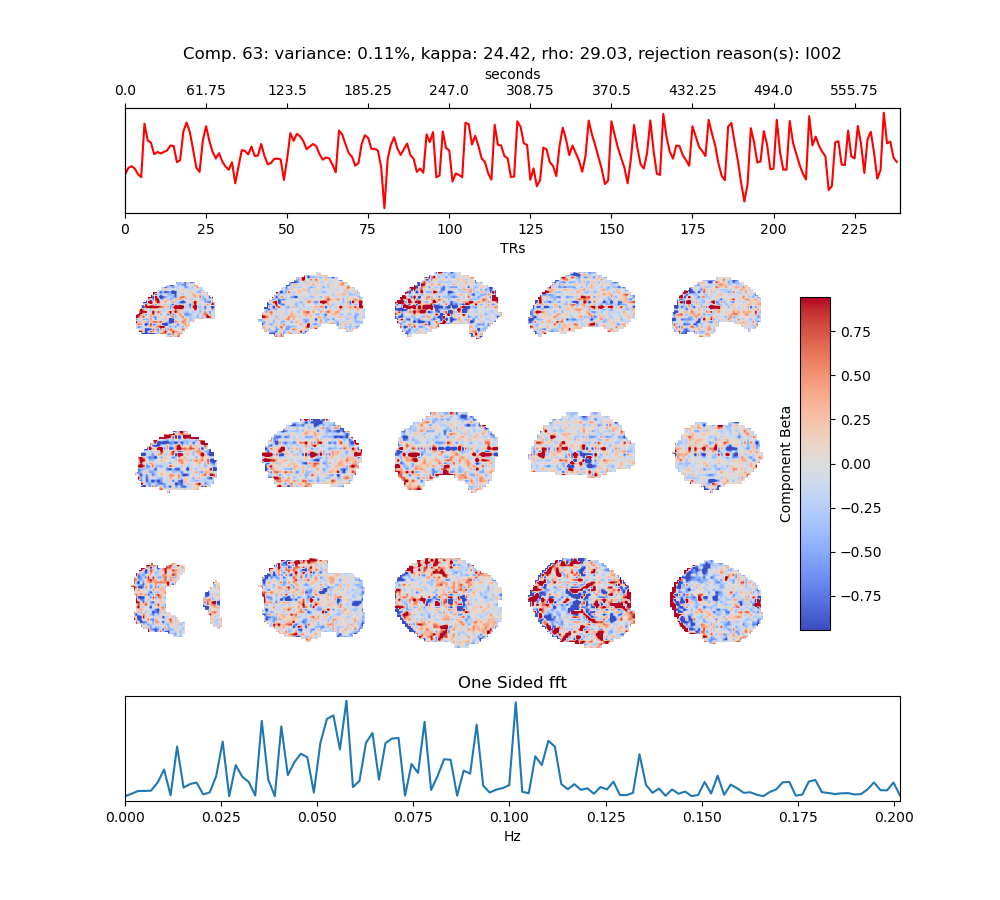 Comp. 63: variance: 0.11%, kappa: 24.42, rho: 29.03, rejection reason(s): I002
seconds
0.0 61.75 123.5 185.25 247.0 308.75 370.5 432.25 494.0 555.75
0 25 50 75 100 125 150 175 200 225
TRs
0.75
0.50
0.25
0.00
−0.25
−0.50
−0.75
Component Beta
One Sided fft
0.000 0.025 0.050 0.075 0.100 0.125 0.150 0.175 0.200
Hz